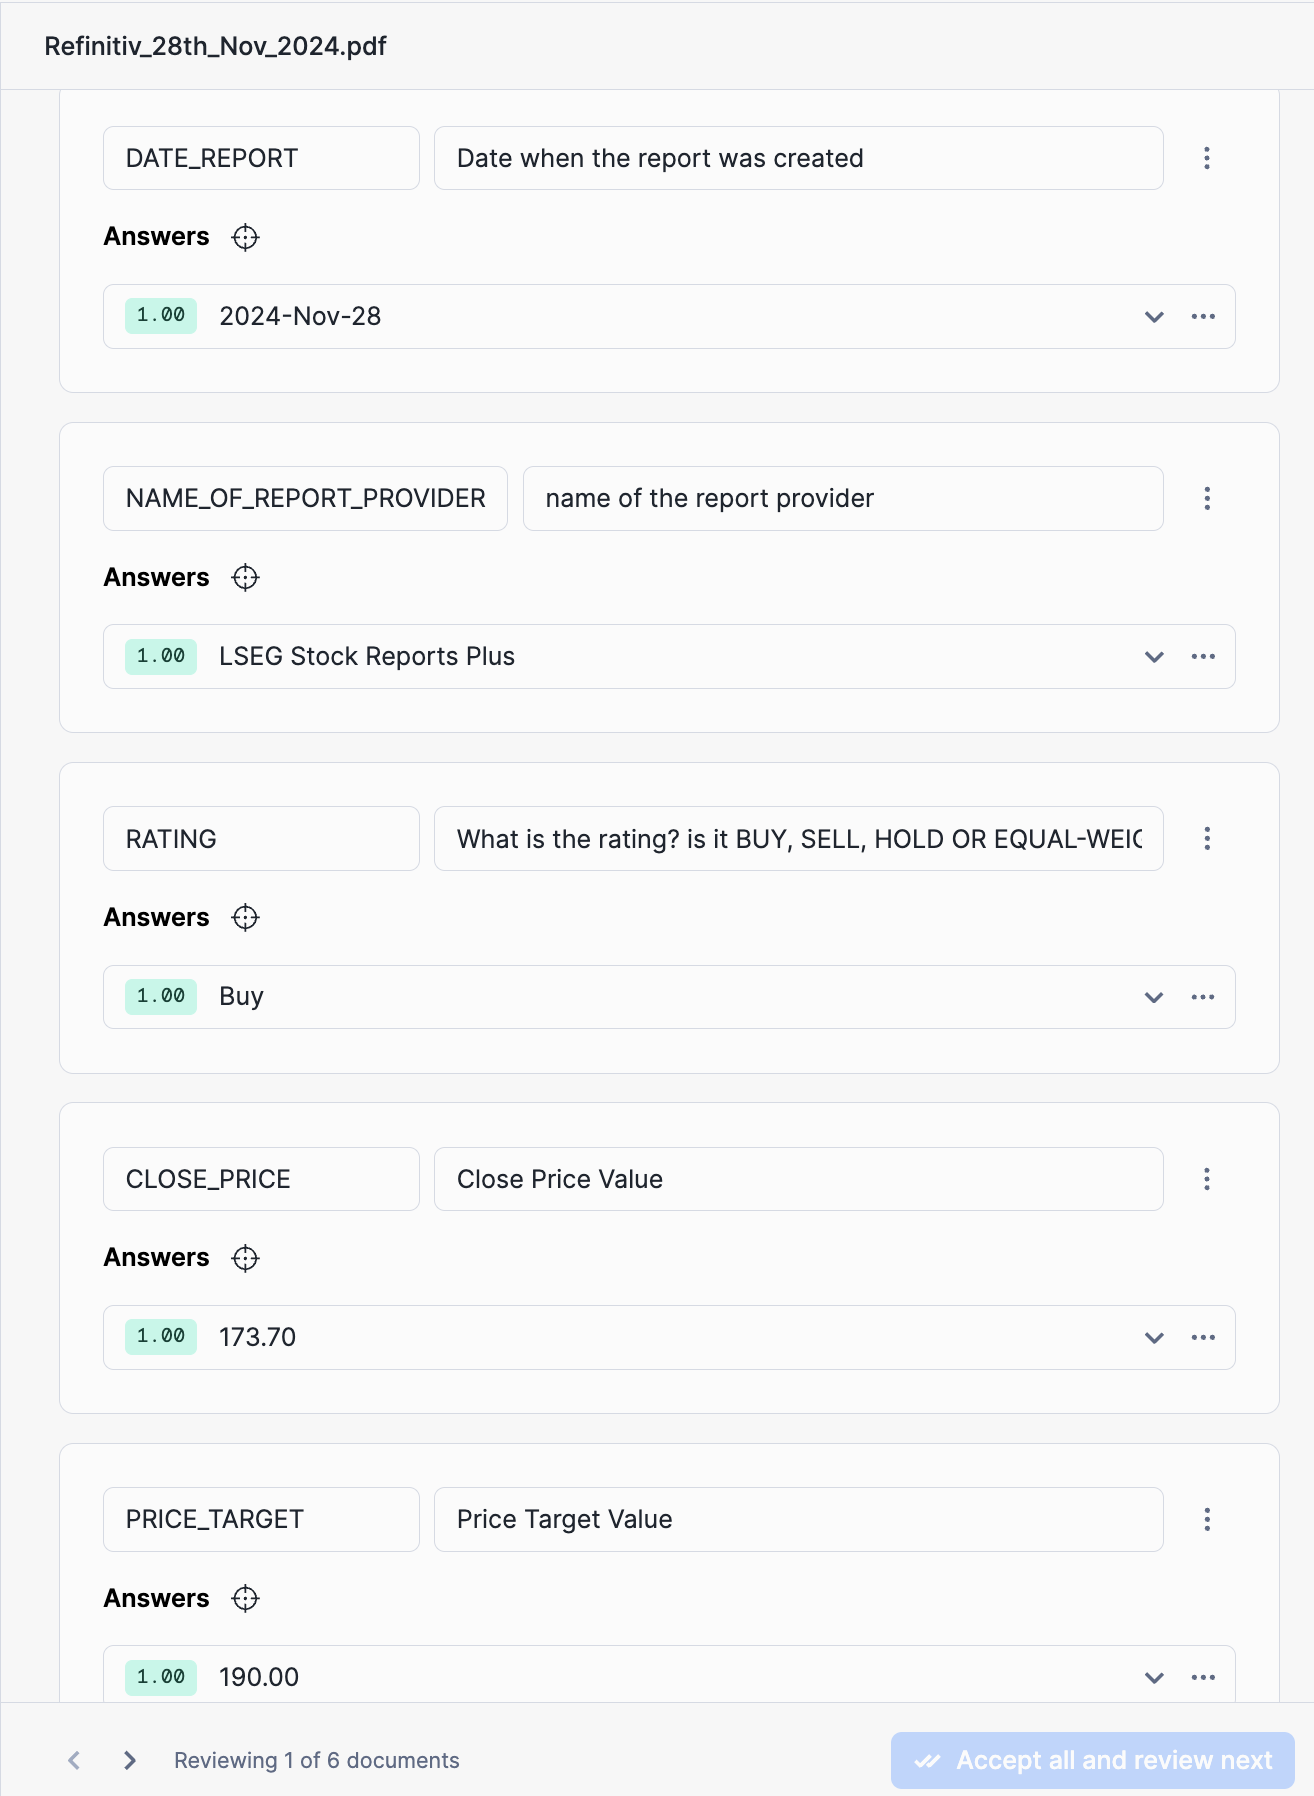 Refinitiv_28th_Nov_2024.pdf
DATE_REPORT Date when the report was created
Answers
1.00 2024-Nov-28
NAME_OF_REPORT_PROVIDER name of the report provider
Answers
1.00 LSEG Stock Reports Plus
RATING What is the rating? is it BUY, SELL, HOLD OR EQUAL-WEIG
Answers
1.00 Buy
CLOSE_PRICE Close Price Value
Answers
1.00 173.70
PRICE_TARGET Price Target Value
Answers
1.00 190.00
Reviewing 1 of 6 documents Accept all and review next